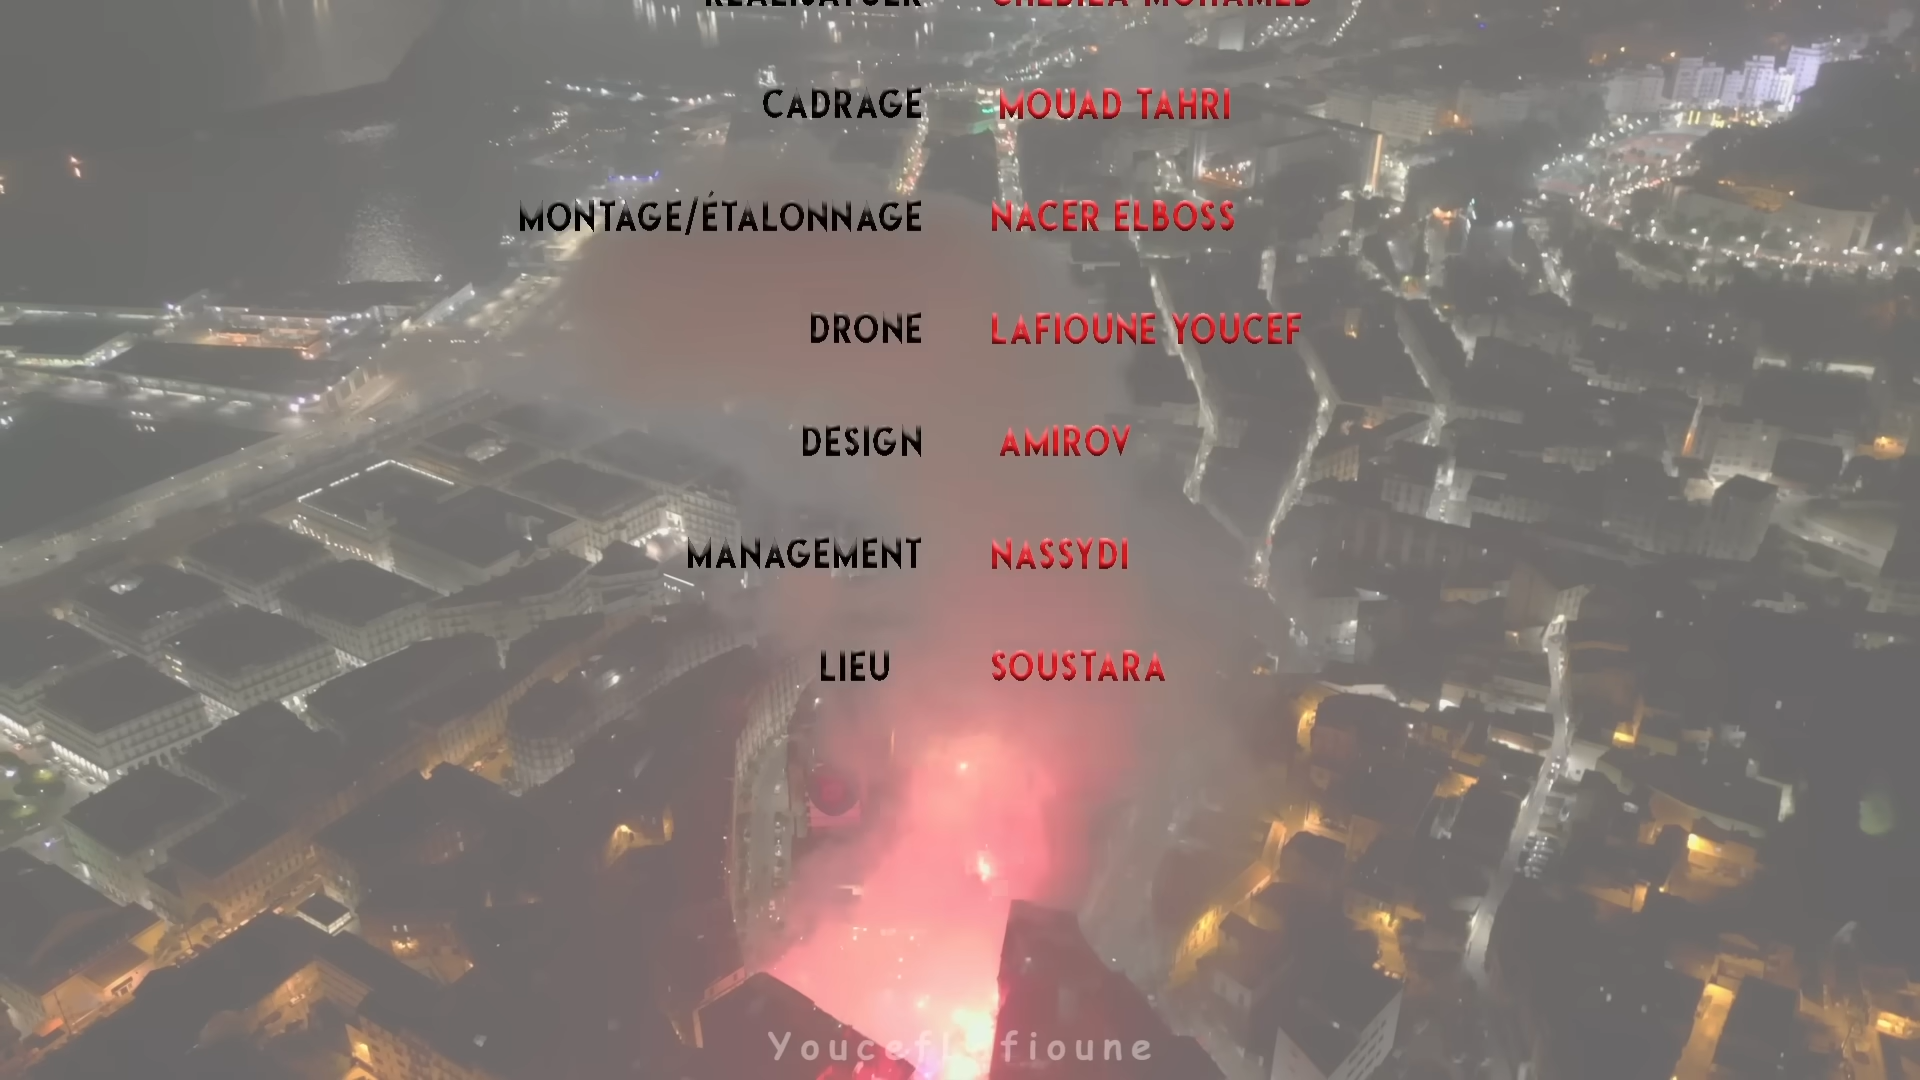 CADRAGE MOUAD TAHRI
MONTAGE/ÉTALONNAGE NACER ELBOSS
DRONE LAFIOUNE YOUCEF
DESIGN AMIROV
MANAGEMENT NASSYDI
LIEU SOUSTARA